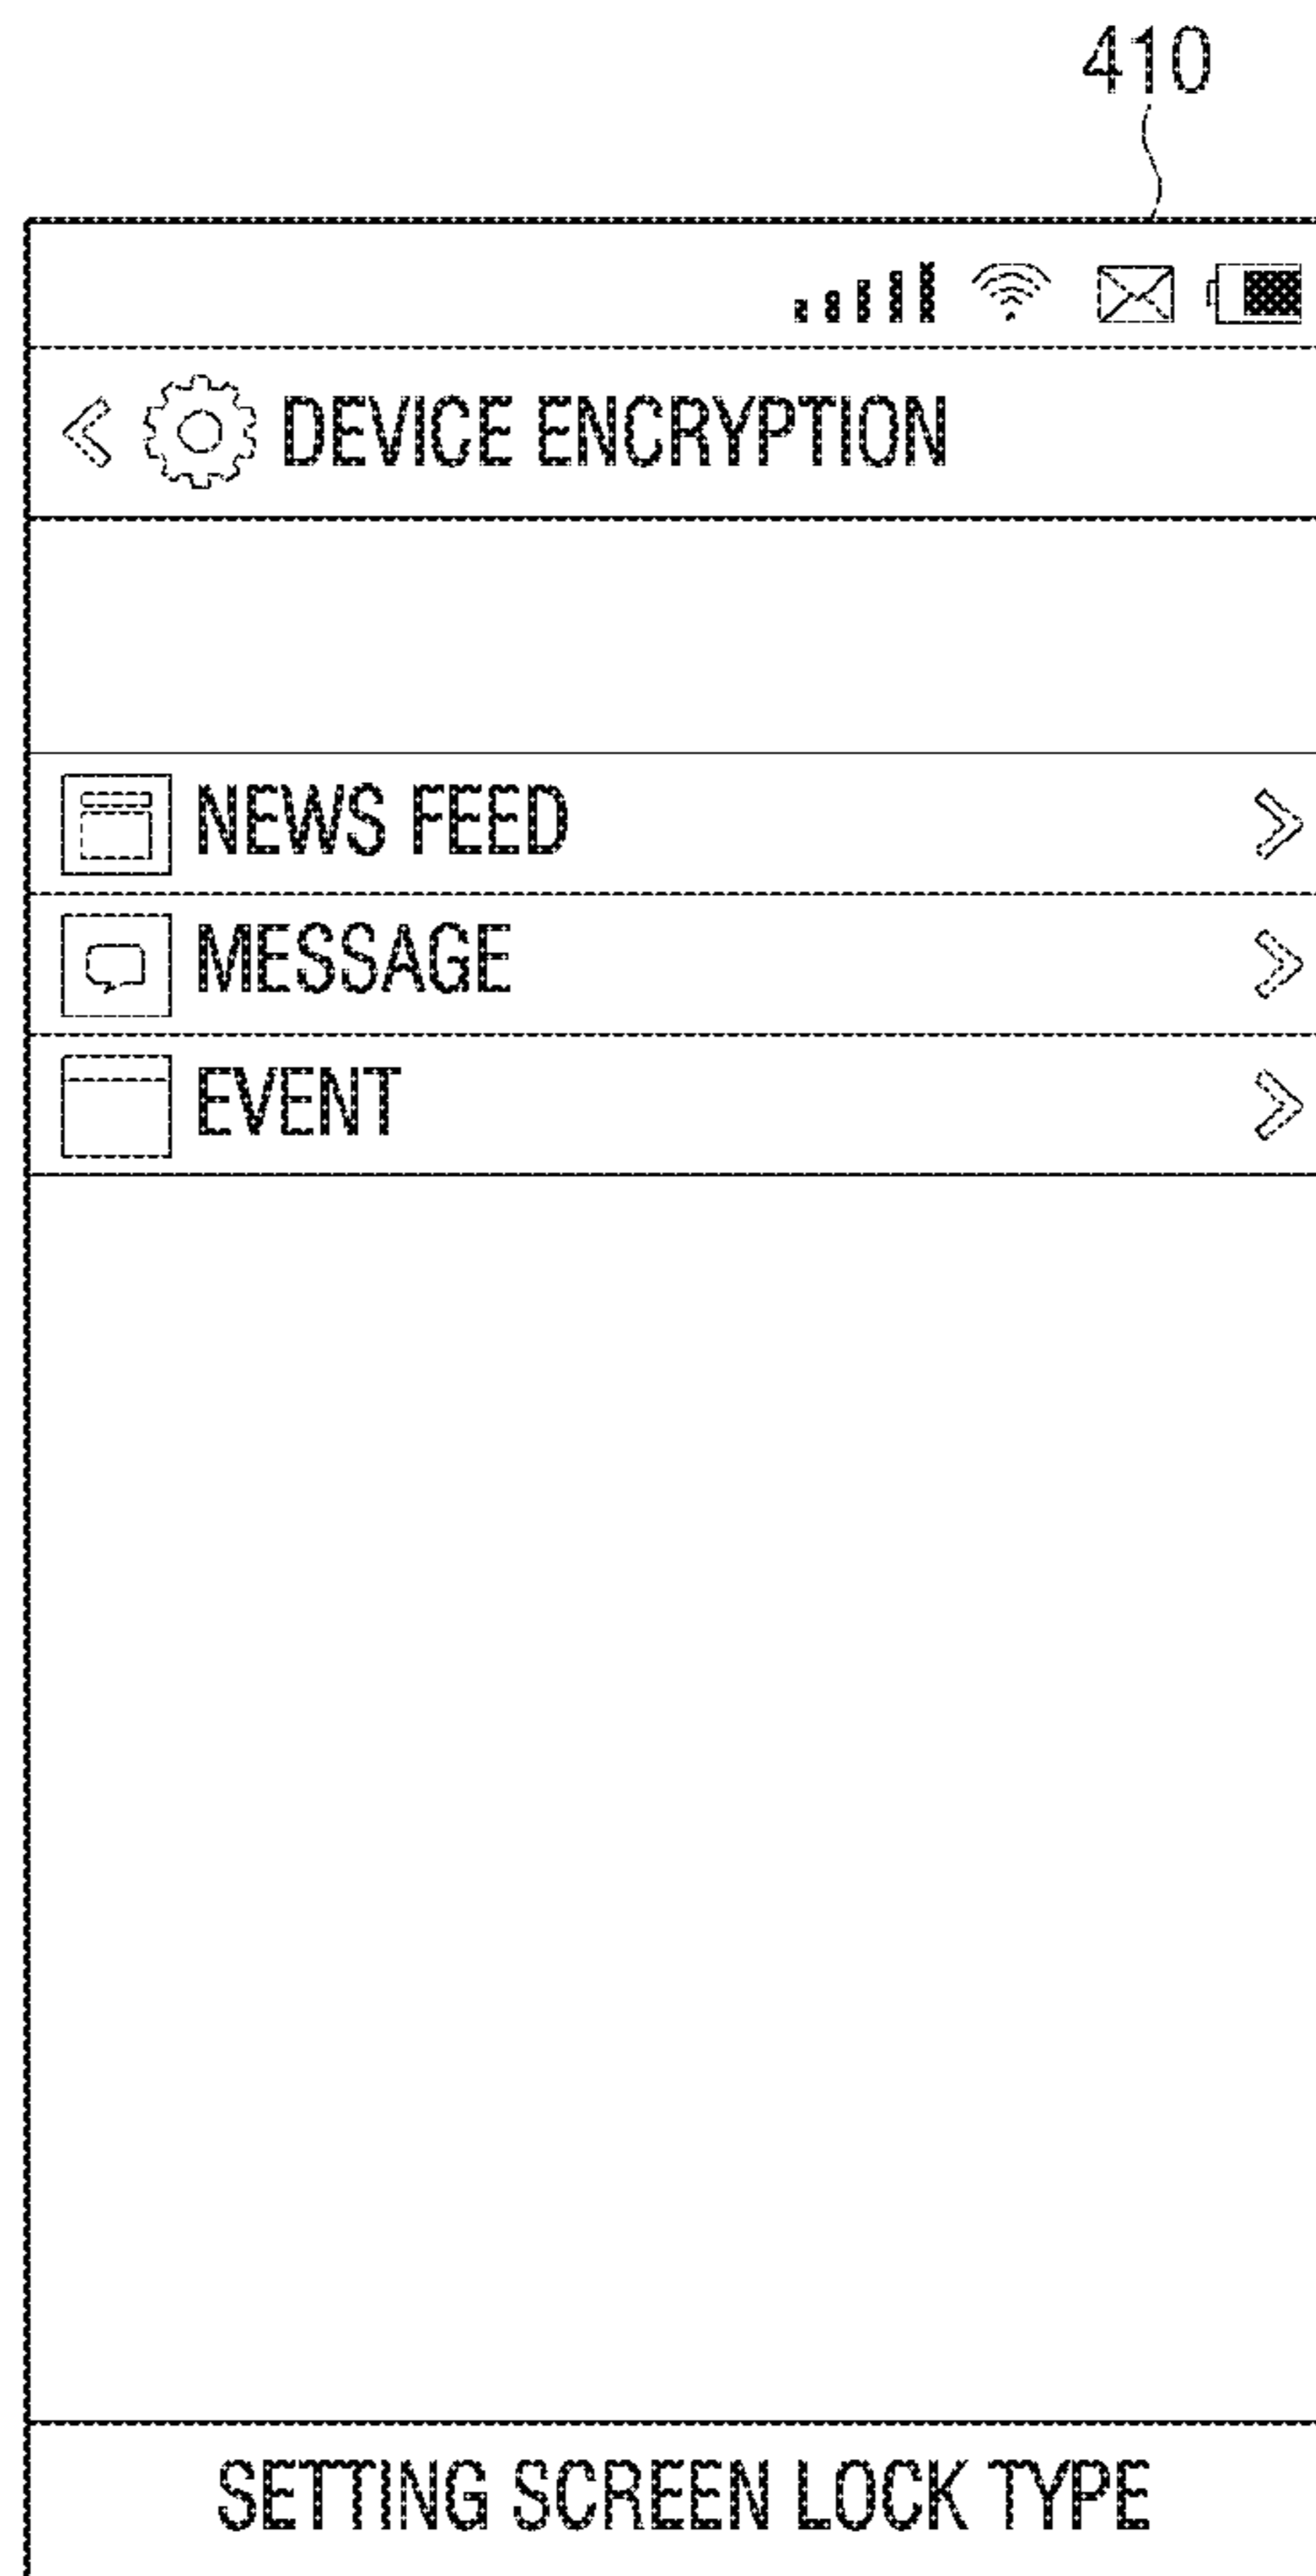 410
DEVICE ENCRYPTION
NEWS FEED
MESSAGE
EVENT
SETTING SCREEN LOCK TYPE